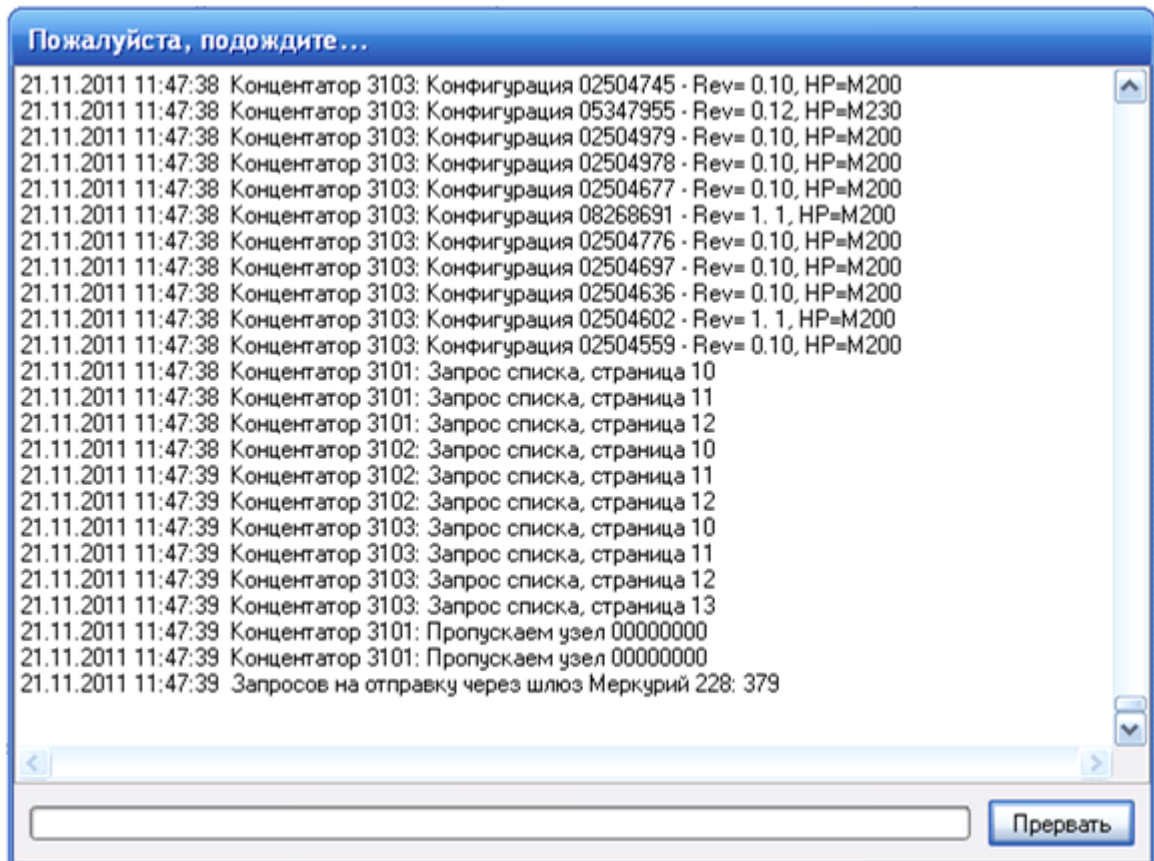 Пожалуйста, подождите...
21.11.2011 11:47:38 Концентратор 3103: Конфигурация 02504745 - Rev= 0.10, HP=M200
21.11.2011 11:47:38 Концентратор 3103: Конфигурация 05347955 - Rev= 0.12, HP=M230
21.11.2011 11:47:38 Концентратор 3103: Конфигурация 02504979 - Rev= 0.10, HP=M200
21.11.2011 11:47:38 Концентратор 3103: Конфигурация 02504978 - Rev= 0.10, HP=M200
21.11.2011 11:47:38 Концентратор 3103: Конфигурация 02504677 - Rev= 0.10, HP=M200
21.11.2011 11:47:38 Концентратор 3103: Конфигурация 08268691 - Rev= 1. 1, HP=M200
21.11.2011 11:47:38 Концентратор 3103: Конфигурация 02504776 - Rev= 0.10, HP=M200
21.11.2011 11:47:38 Концентратор 3103: Конфигурация 02504697 - Rev= 0.10, HP=M200
21.11.2011 11:47:38 Концентратор 3103: Конфигурация 02504636 - Rev= 0.10, HP=M200
21.11.2011 11:47:38 Концентратор 3103: Конфигурация 02504602 - Rev= 1. 1, HP=M200
21.11.2011 11:47:38 Концентратор 3103: Конфигурация 02504559 - Rev= 0.10, HP=M200
21.11.2011 11:47:38 Концентратор 3101: Запрос списка, страница 10
21.11.2011 11:47:38 Концентратор 3101: Запрос списка, страница 11
21.11.2011 11:47:38 Концентратор 3101: Запрос списка, страница 12
21.11.2011 11:47:38 Концентратор 3102: Запрос списка, страница 10
21.11.2011 11:47:39 Концентратор 3102: Запрос списка, страница 11
21.11.2011 11:47:39 Концентратор 3102: Запрос списка, страница 12
21.11.2011 11:47:39 Концентратор 3103: Запрос списка, страница 10
21.11.2011 11:47:39 Концентратор 3103: Запрос списка, страница 11
21.11.2011 11:47:39 Концентратор 3103: Запрос списка, страница 12
21.11.2011 11:47:39 Концентратор 3103: Запрос списка, страница 13
21.11.2011 11:47:39 Концентратор 3101: Пропускаем узел 00000000
21.11.2011 11:47:39 Концентратор 3101: Пропускаем узел 00000000
21.11.2011 11:47:39 Запросов на отправку через шлюз Меркурий 228: 379
Прервать